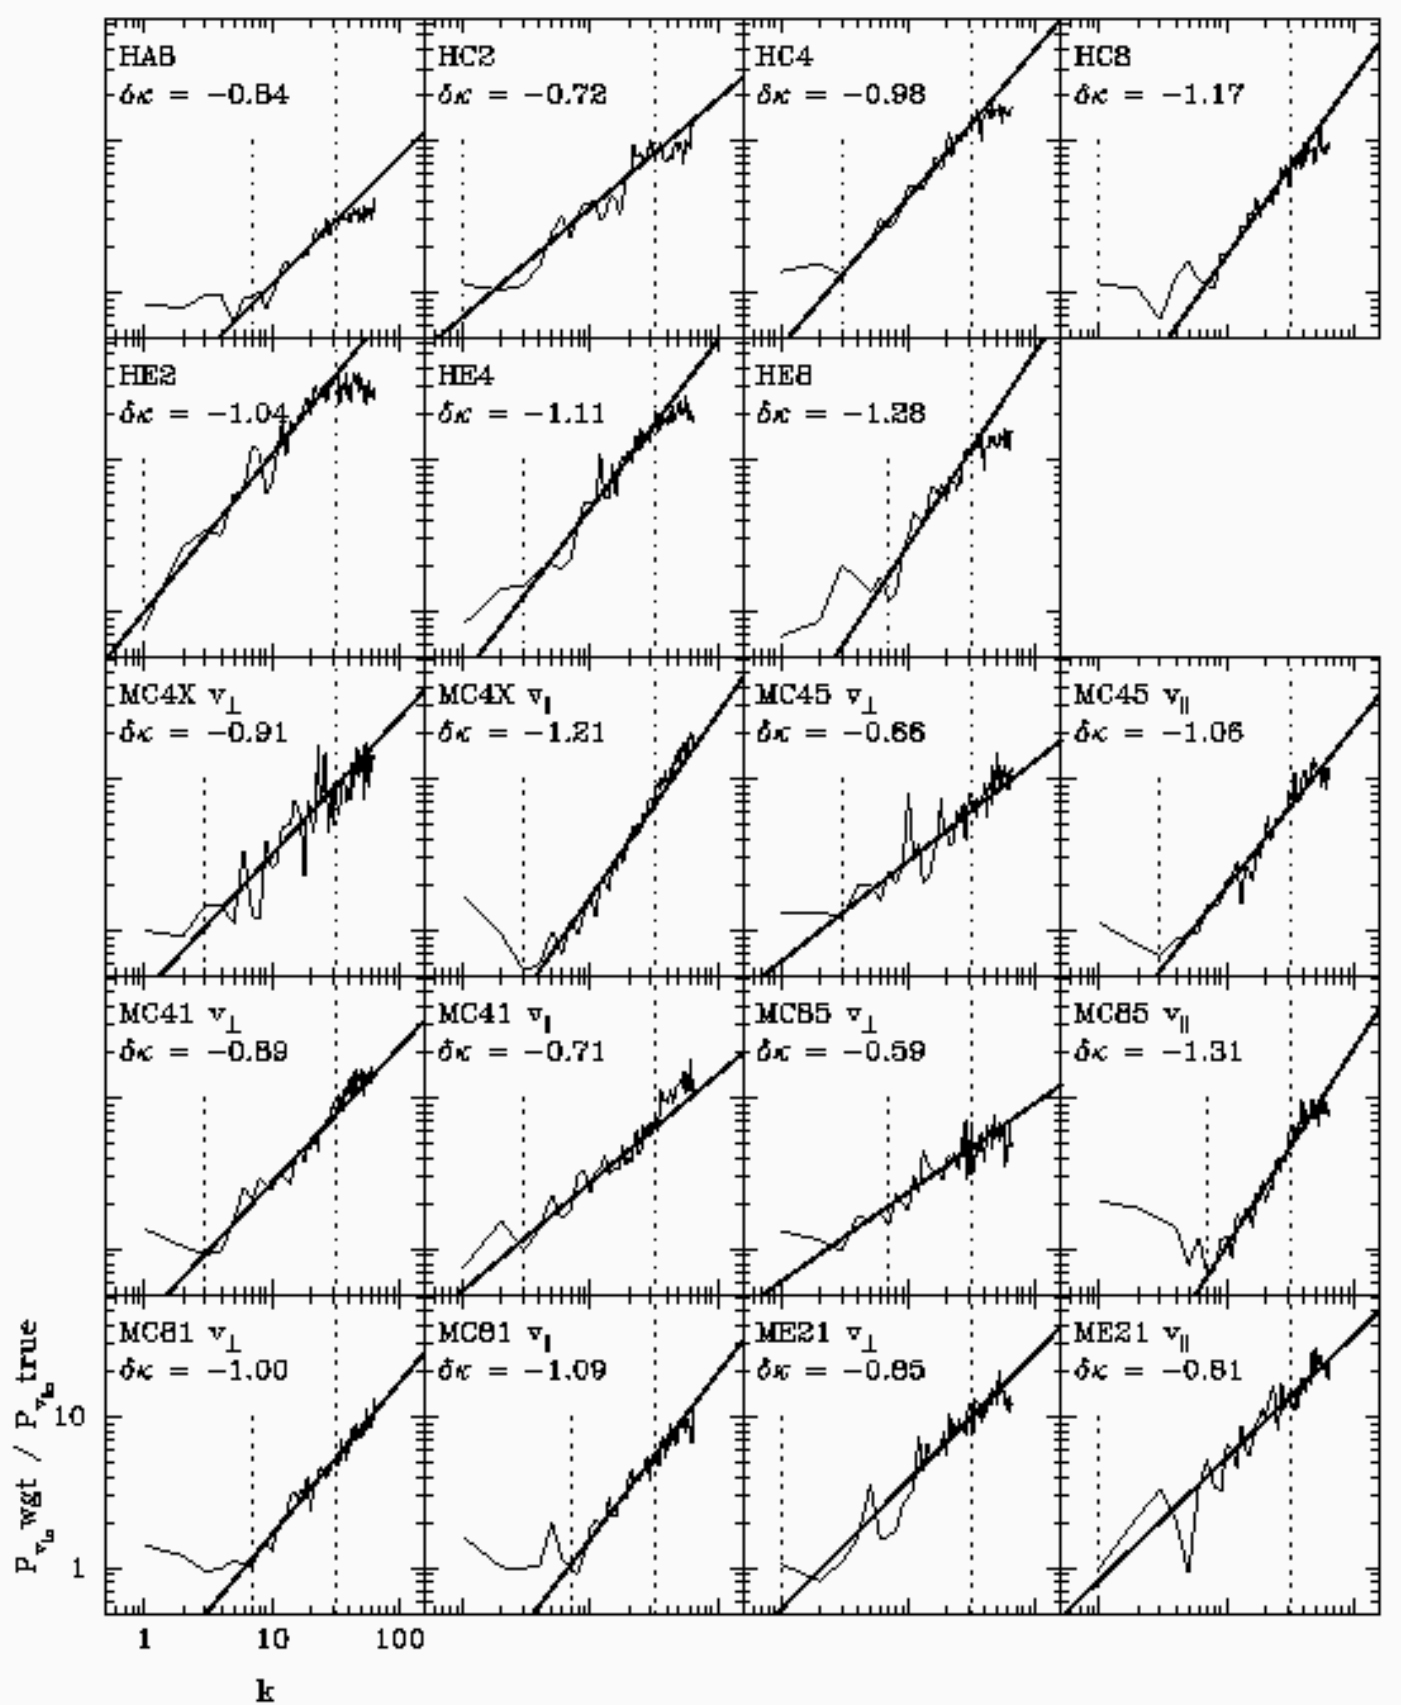 HA8
δκ = −0.84
HC2
δκ = −0.72
HC4
δκ = −0.98
HC8
δκ = −1.17
HE2
δκ = −1.04
HE4
δκ = −1.11
HE8
δκ = −1.28
MC4X v⊥
δκ = −0.91
MC4X v∥
δκ = −1.21
MC45 v⊥
δκ = −0.66
MC45 v∥
δκ = −1.06
MC41 v⊥
δκ = −0.89
MC41 v∥
δκ = −0.71
MC85 v⊥
δκ = −0.59
MC85 v∥
δκ = −1.31
MC81 v⊥
δκ = −1.00
MC81 v∥
δκ = −1.09
ME21 v⊥
δκ = −0.85
ME21 v∥
δκ = −0.81
P wgt / P true
10
1
1 10 100
k